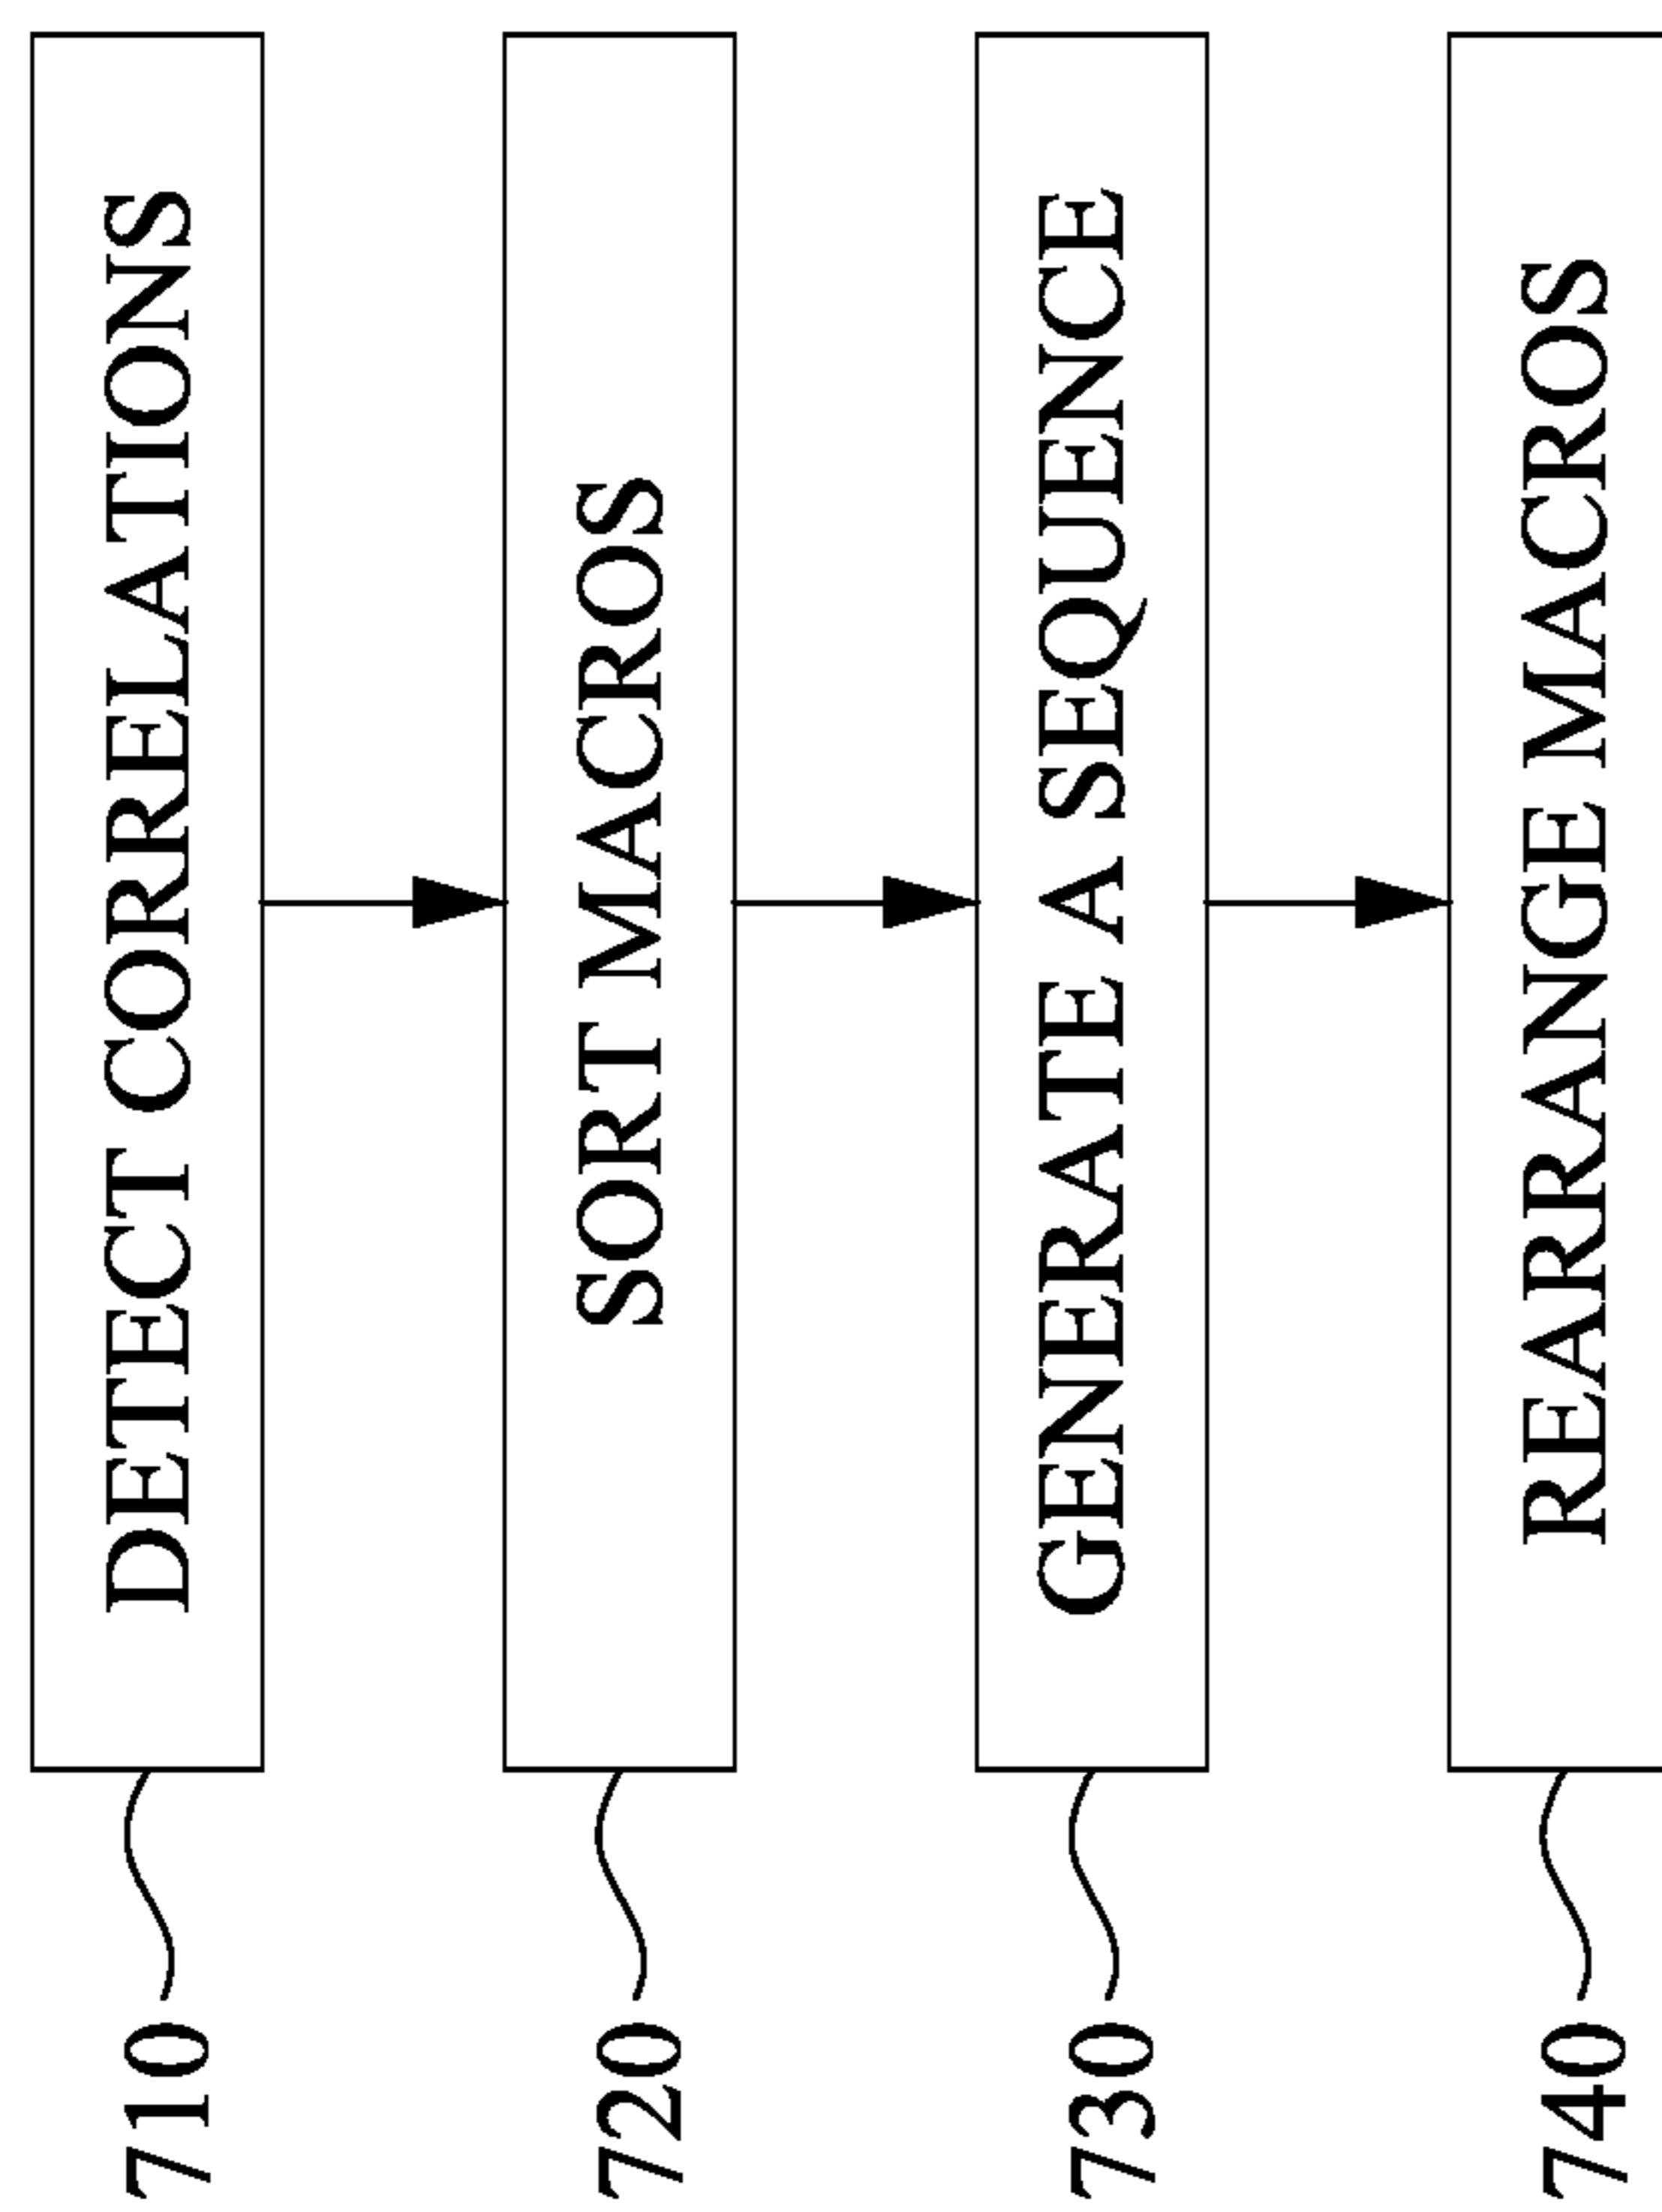 710 DETECT CORRELATIONS
720 SORT MACROS
730 GENERATE A SEQUENCE
740 REARRANGE MACROS